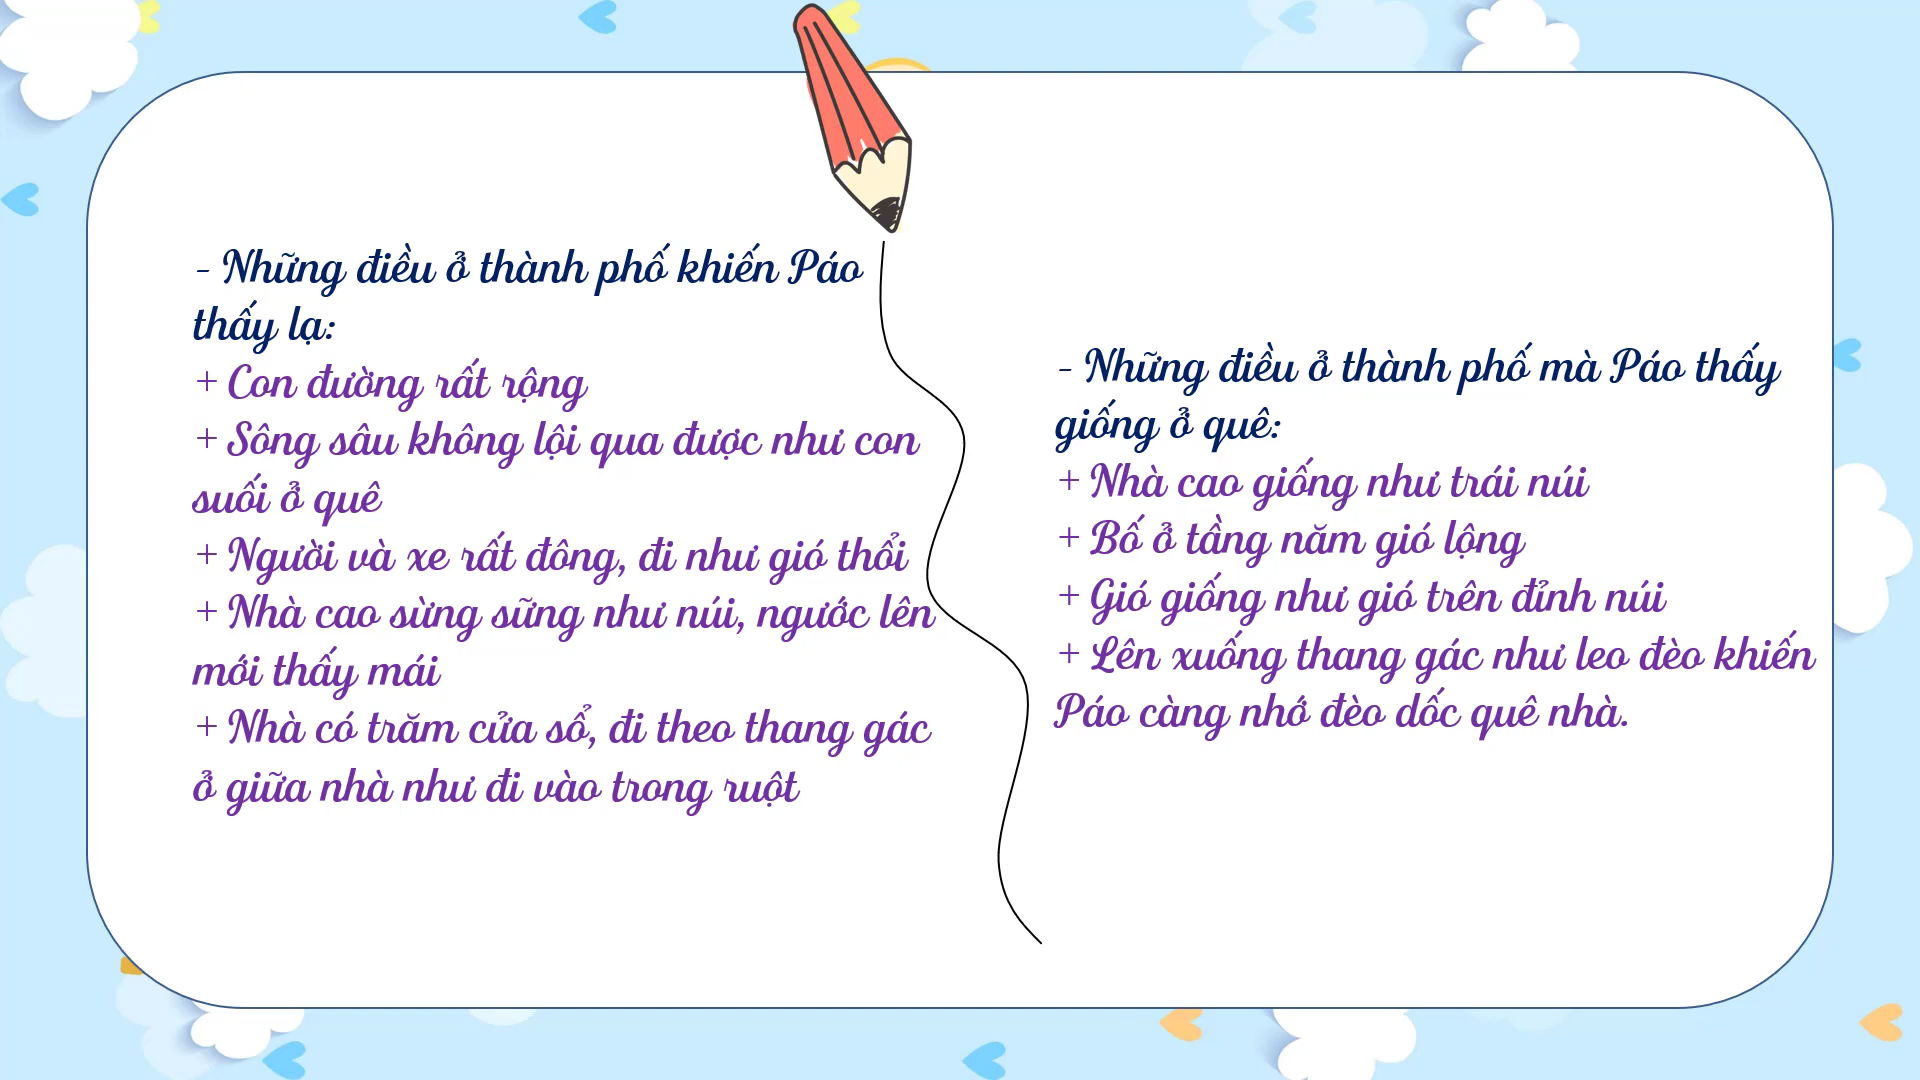 - Những điều ở thành phố khiến Páo
thấy lạ:
+ Con đường rất rộng
+ Sông sâu không lội qua được như con
suối ở quê
+ Người và xe rất đông, đi như gió thổi
+ Nhà cao sừng sững như núi, ngước lên
mới thấy mái
+ Nhà có trăm cửa sổ, đi theo thang gác
ở giữa nhà như đi vào trong ruột
- Những điều ở thành phố mà Páo thấy
giống ở quê:
+ Nhà cao giống như trái núi
+ Bố ở tầng năm gió lộng
+ Gió giống như gió trên đỉnh núi
+ Lên xuống thang gác như leo đèo khiến
Páo càng nhớ đèo dốc quê nhà.